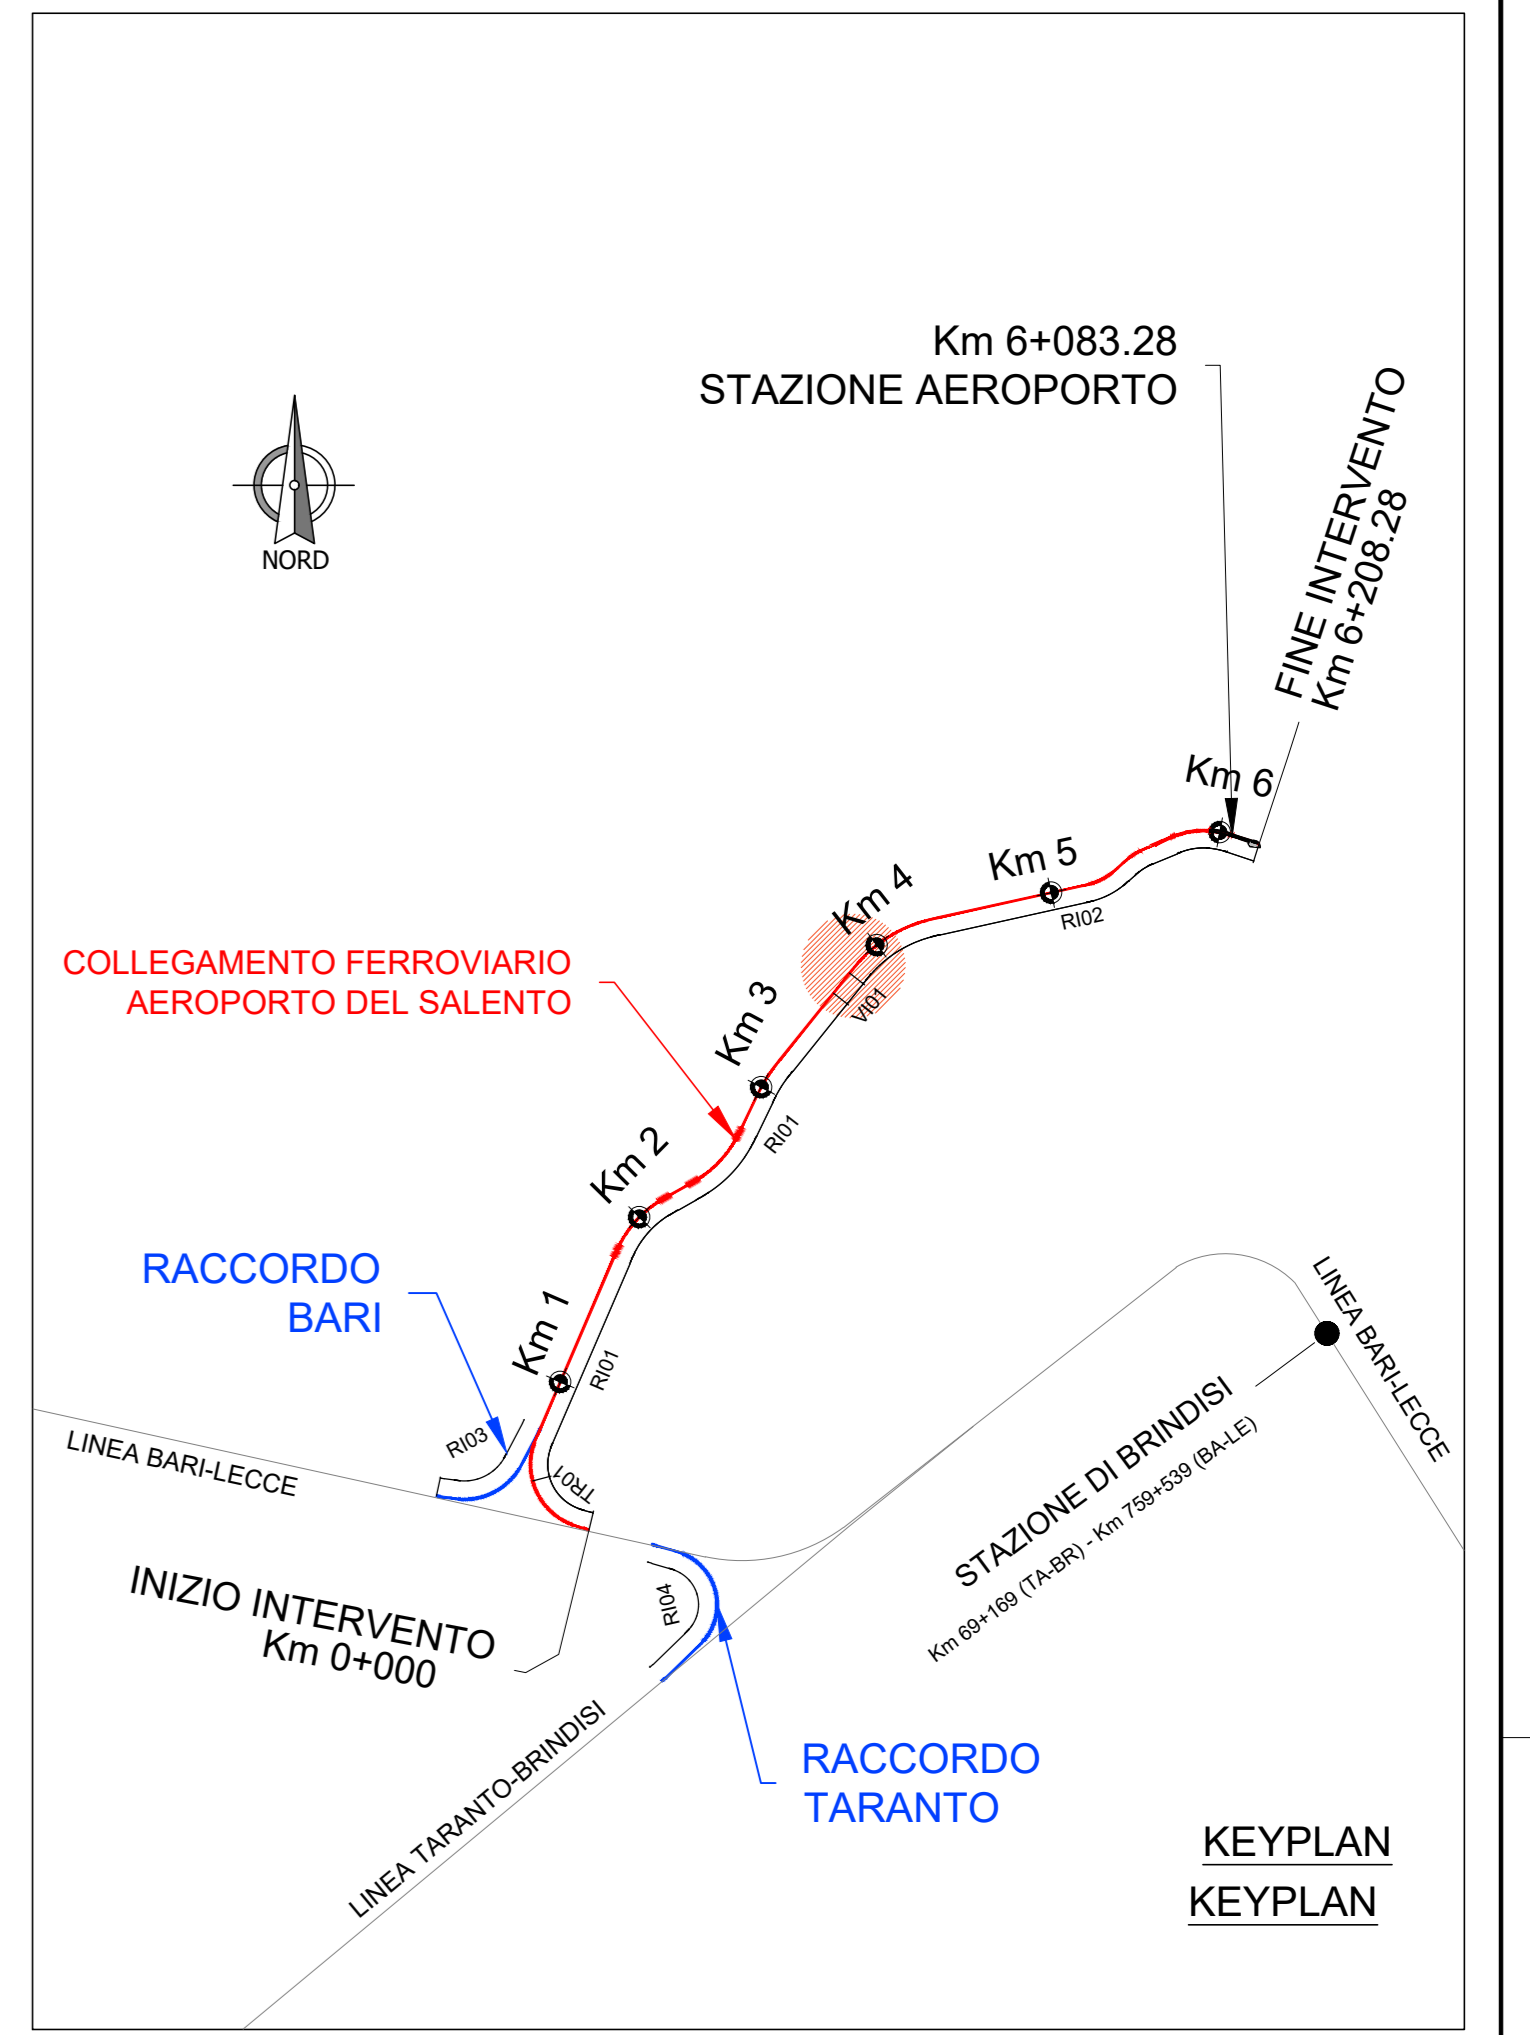 Km 6+083.28
STAZIONE AEROPORTO
FINE INTERVENTO
Km 6+208.28
NORD
Km 6
Km 5
RI02
Km 4
VI01
COLLEGAMENTO FERROVIARIO
AEROPORTO DEL SALENTO
Km 3
RI01
Km 2
RACCORDO
BARI
Km 1
RI01
LINEA BARI-LECCE
RI03
LINEA BARI-LECCE
TR01
STAZIONE DI BRINDISI
Km 69+169 (TA-BR) - Km 759+539 (BA-LE)
INIZIO INTERVENTO
Km 0+000
RI04
LINEA TARANTO-BRINDISI
RACCORDO
TARANTO
KEYPLAN
KEYPLAN